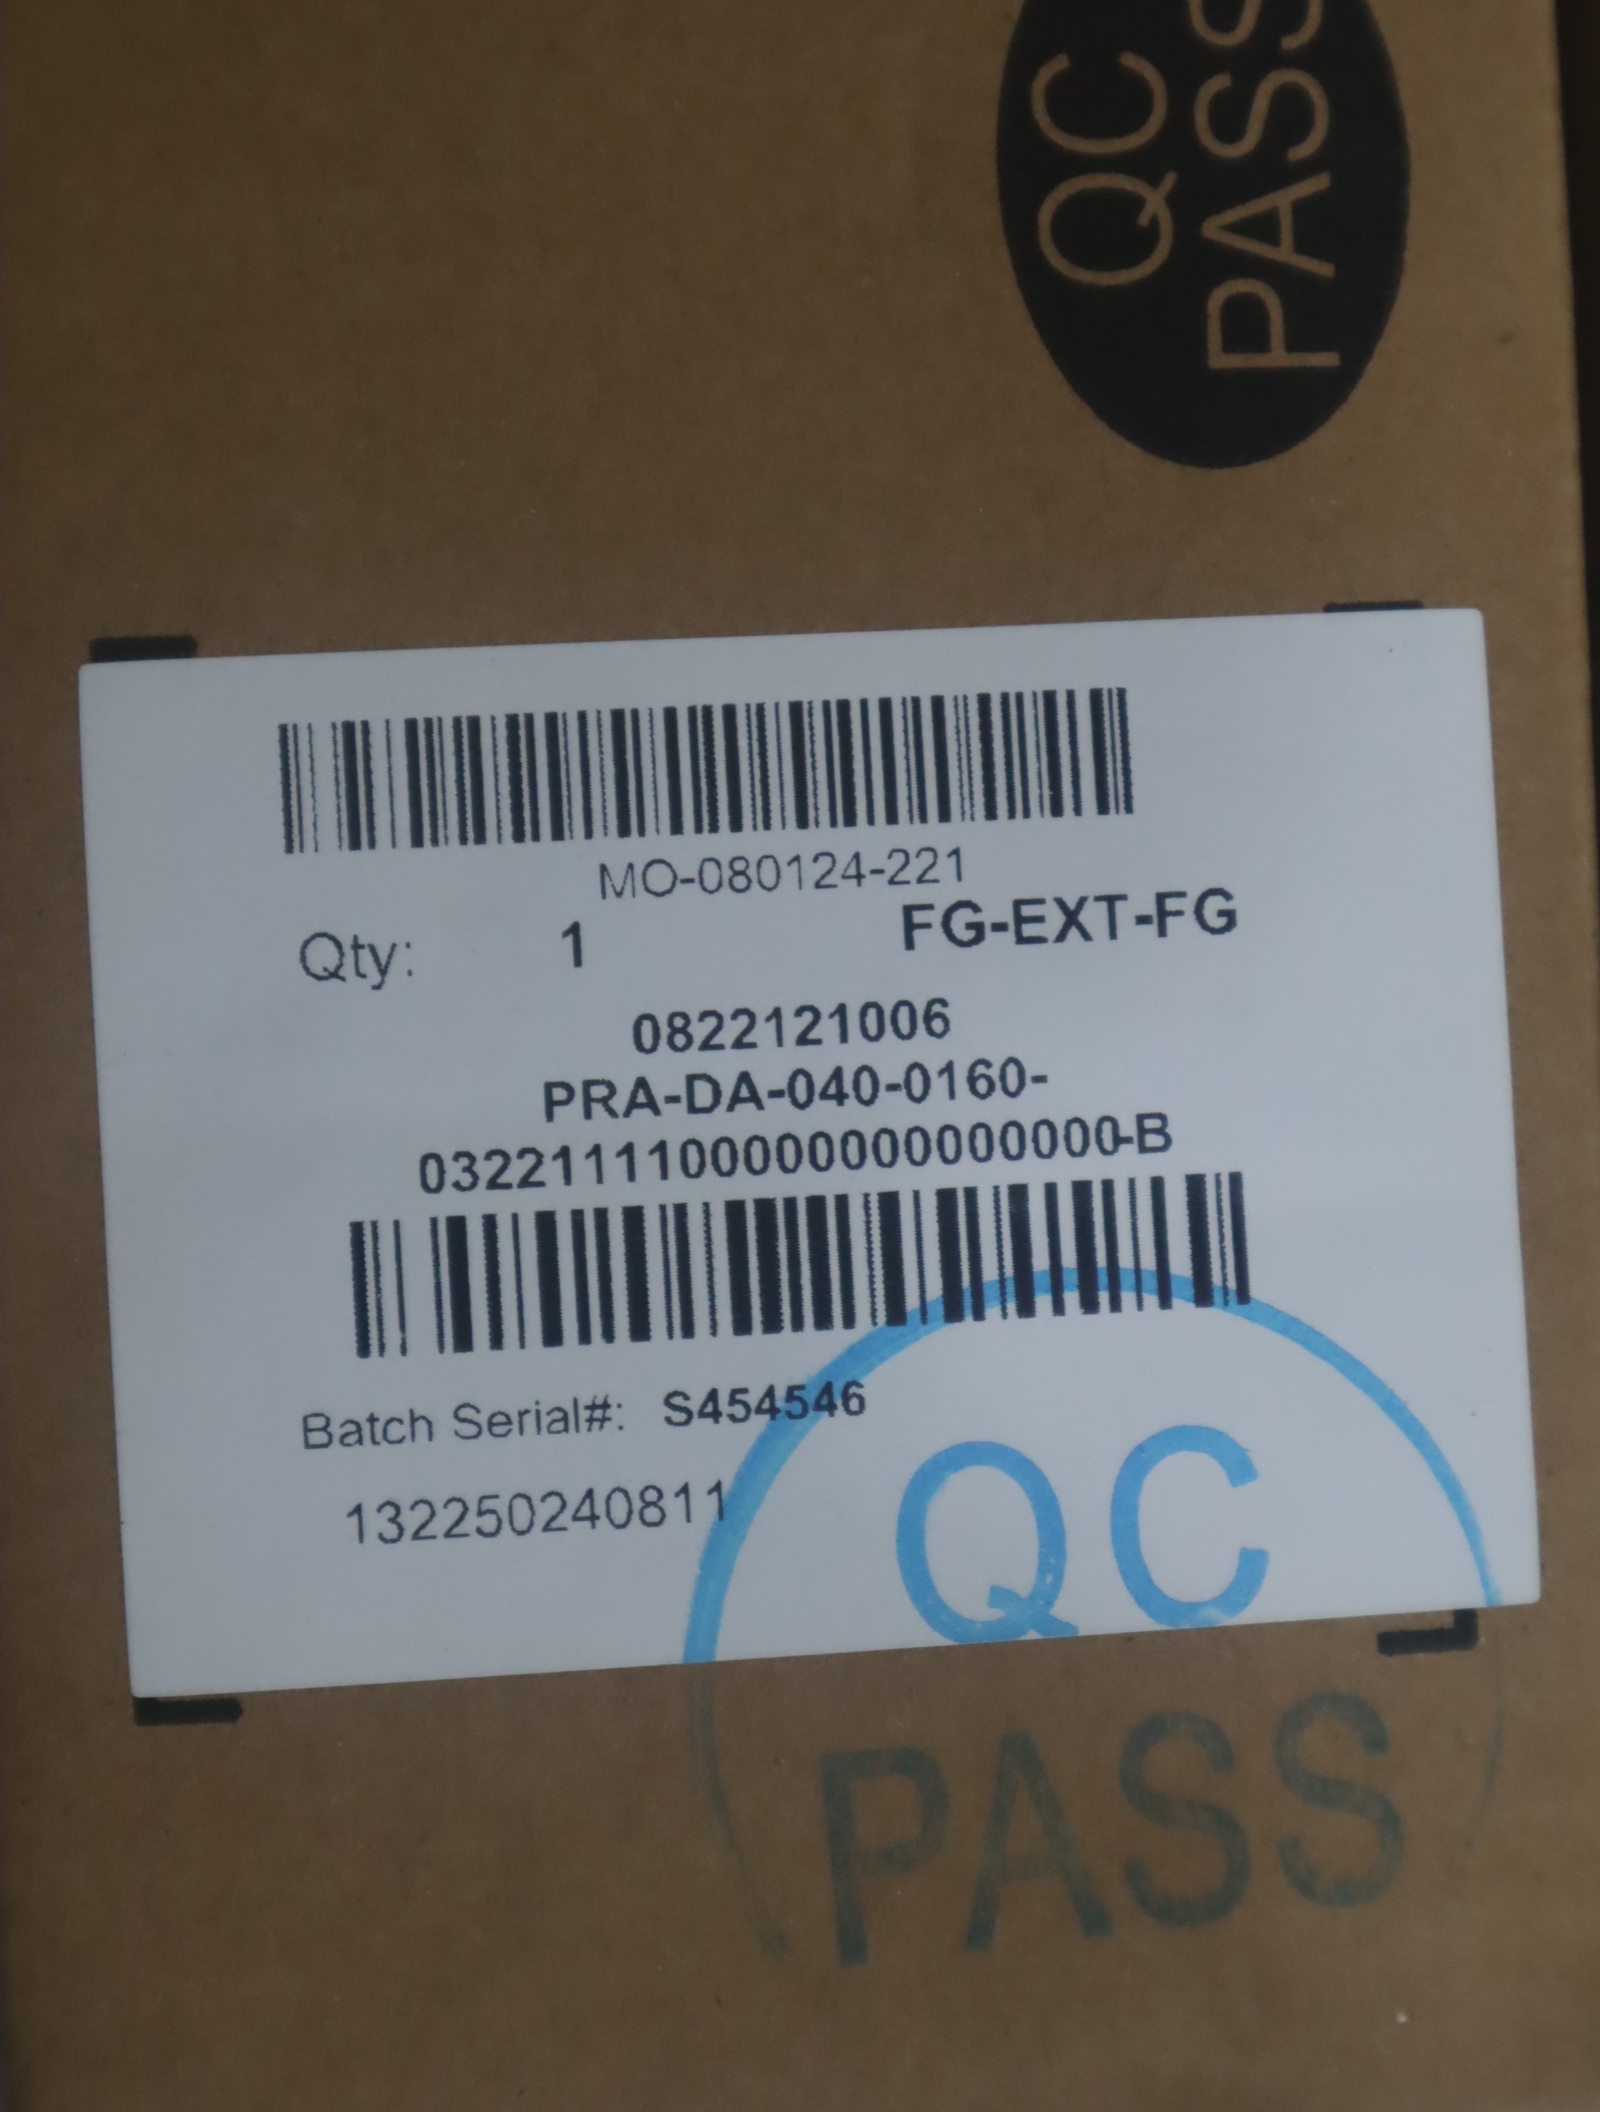 QC
PASS
MO-080124-221
Qty: 1 FG-EXT-FG
0822121006
PRA-DA-040-0160-
0322111100000000000000-B
Batch Serial#: S454546
132250240811
QC
PASS